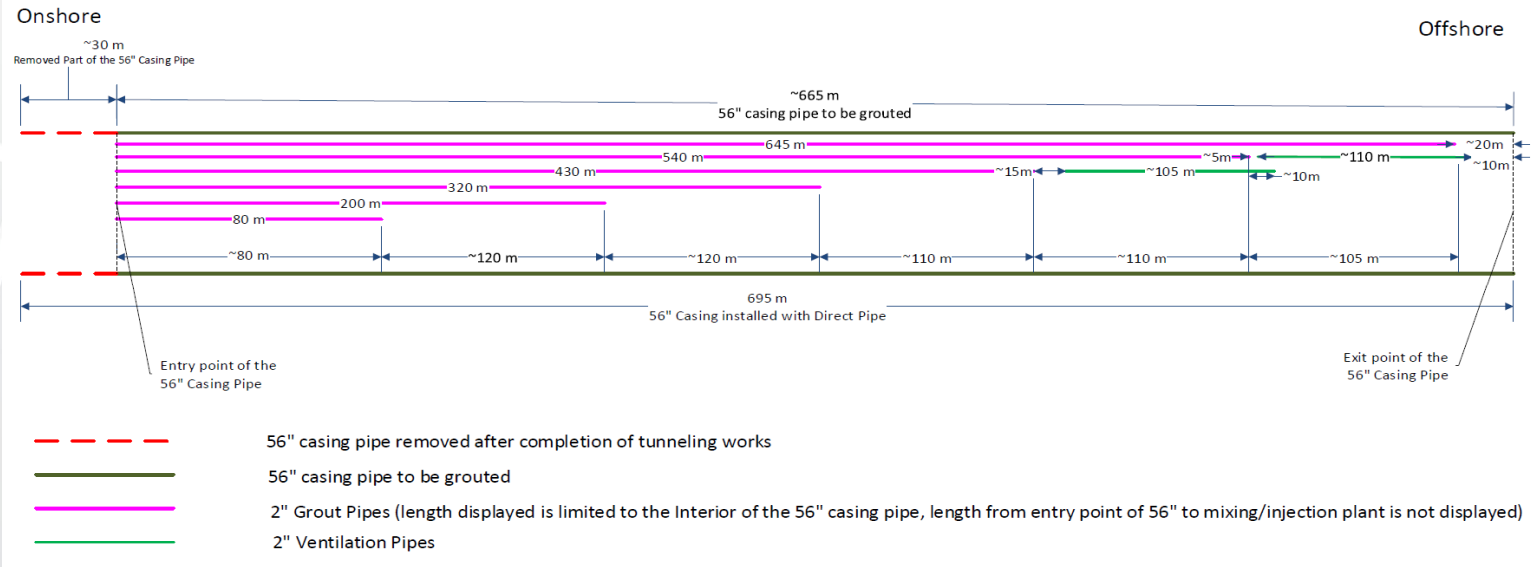 Onshore
Offshore
~30 m
Removed Part of the 56" Casing Pipe
~665 m
56" casing pipe to be grouted
645 m
~20m
540 m
~5m
~110 m
~10m
430 m
~15m
~105 m
~10m
320 m
200 m
80 m
~80 m
~120 m
~120 m
~110 m
~110 m
~105 m
695 m
56" Casing installed with Direct Pipe
Entry point of the
56" Casing Pipe
Exit point of the
56" Casing Pipe
56" casing pipe removed after completion of tunneling works
56" casing pipe to be grouted
2" Grout Pipes (length displayed is limited to the Interior of the 56" casing pipe, length from entry point of 56" to mixing/injection plant is not displayed)
2" Ventilation Pipes